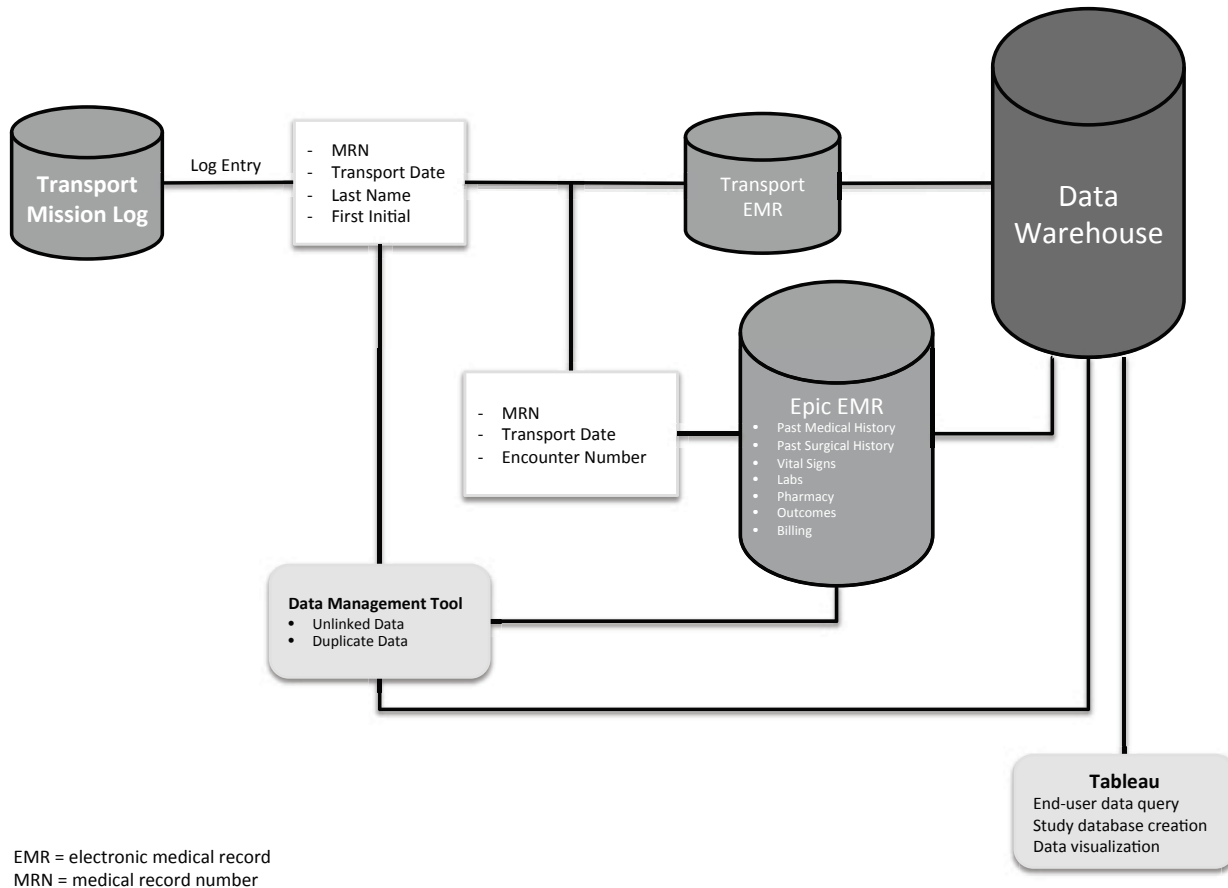 Transport
Mission Log
Log Entry
- MRN
- Transport Date
- Last Name
- First Initial
Transport
EMR
Data
Warehouse
- MRN
- Transport Date
- Encounter Number
Epic EMR
• Past Medical History
• Past Surgical History
• Vital Signs
• Labs
• Pharmacy
• Outcomes
• Billing
Data Management Tool
• Unlinked Data
• Duplicate Data
Tableau
End-user data query
Study database creation
Data visualization
EMR = electronic medical record
MRN = medical record number